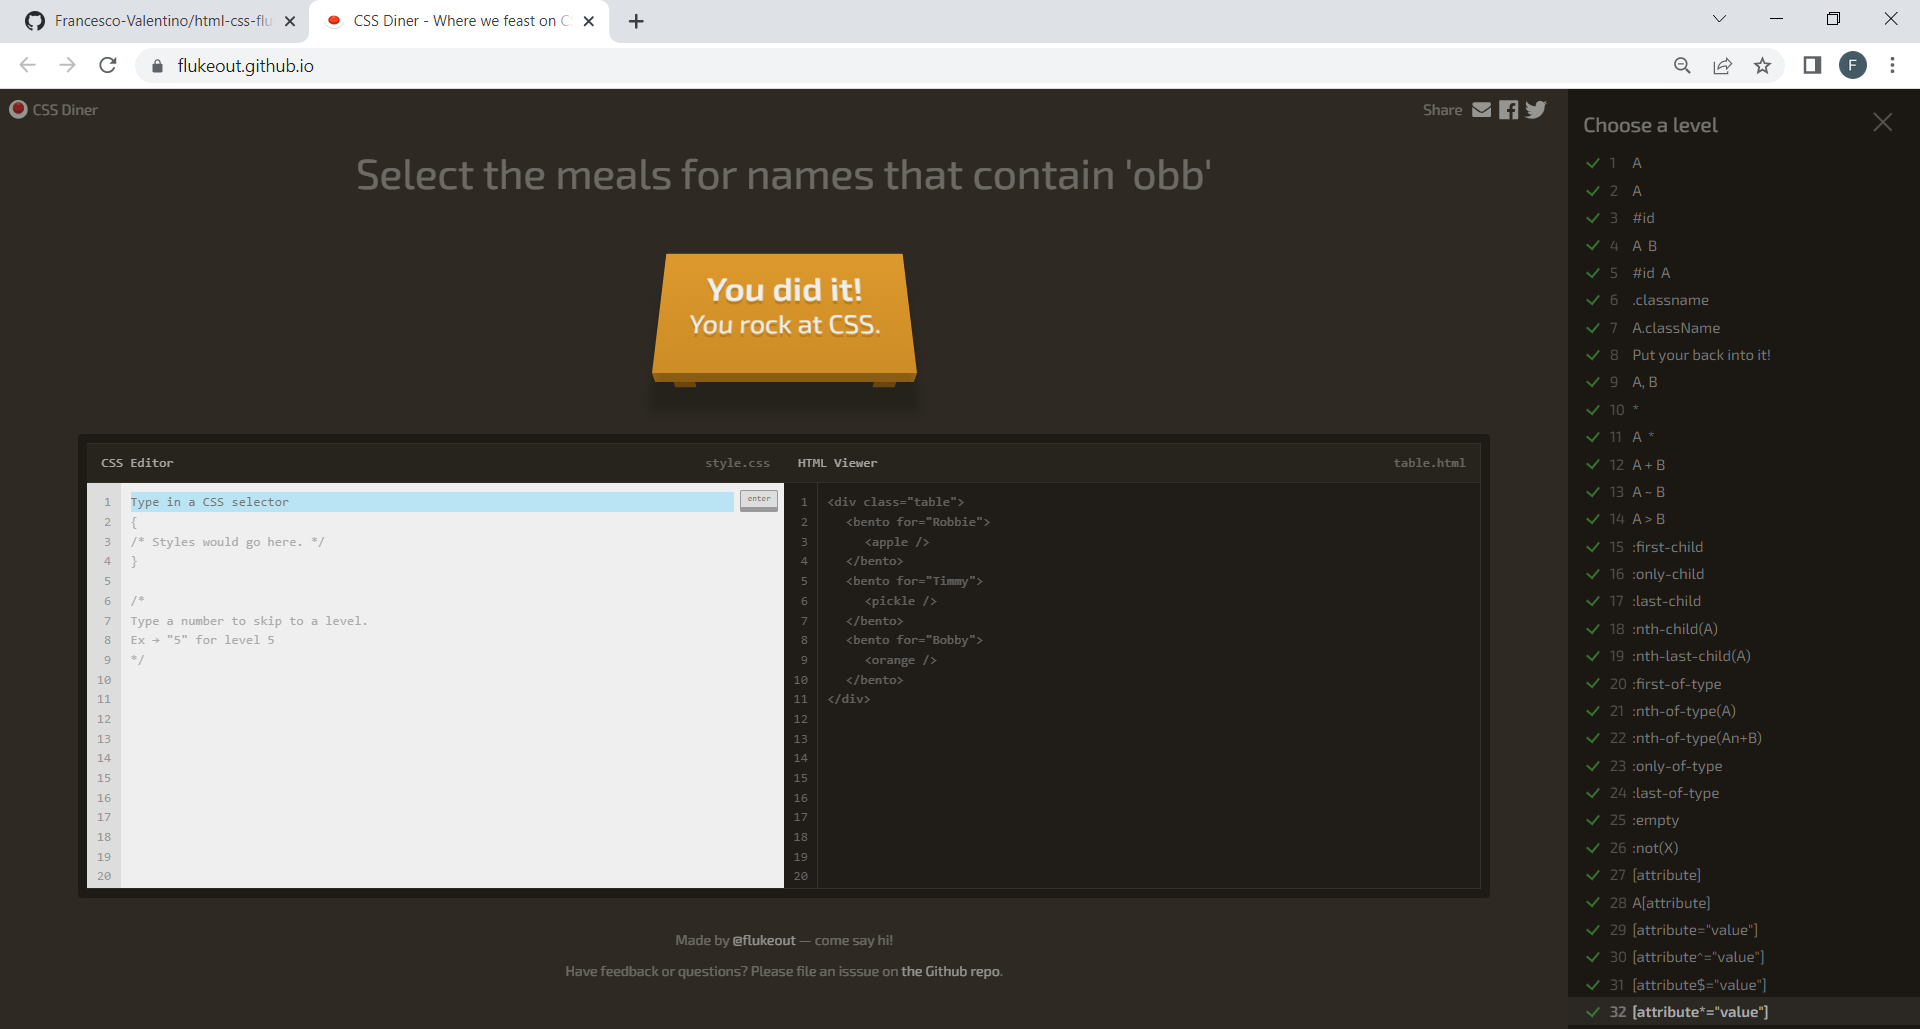 Francesco-Valentino/html-css-flu
CSS Diner - Where we feast on C
flukeout.github.io
F
CSS Diner
Share
Select the meals for names that contain 'obb'
You did it!
You rock at CSS.
CSS Editor
style.css
1 Type in a CSS selector
enter
2 {
3 /* Styles would go here. */
4 }
5
6 /*
7 Type a number to skip to a level.
8 Ex → "5" for level 5
9 */
10
11
12
13
14
15
16
17
18
19
20
HTML Viewer
table.html
1 <div class="table">
2 <bento for="Robbie">
3 <apple />
4 </bento>
5 <bento for="Timmy">
6 <pickle />
7 </bento>
8 <bento for="Bobby">
9 <orange />
10 </bento>
11 </div>
12
13
14
15
16
17
18
19
20
Made by @flukeout — come say hi!
Have feedback or questions? Please file an isssue on the Github repo.
Choose a level
1 A
2 A
3 #id
4 A B
5 #id A
6 .classname
7 A.className
8 Put your back into it!
9 A, B
10 *
11 A *
12 A + B
13 A ~ B
14 A > B
15 :first-child
16 :only-child
17 :last-child
18 :nth-child(A)
19 :nth-last-child(A)
20 :first-of-type
21 :nth-of-type(A)
22 :nth-of-type(An+B)
23 :only-of-type
24 :last-of-type
25 :empty
26 :not(X)
27 [attribute]
28 A[attribute]
29 [attribute="value"]
30 [attribute^="value"]
31 [attribute$="value"]
32 [attribute*="value"]